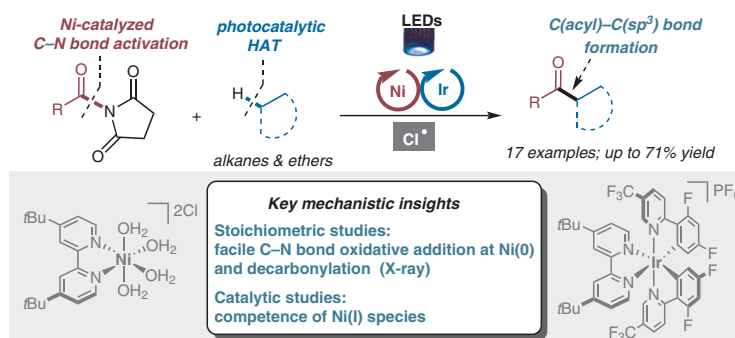 Ni-catalyzed
C–N bond activation
photocatalytic
HAT
LEDs
C(acyl)–C(sp³) bond
formation
O
R
N
O
O
+
H
Ni
Ir
Cl•
O
R
alkanes & ethers
17 examples; up to 71% yield
tBu
tBu
N
N
Ni
OH2
OH2
OH2
OH2
2Cl
Key mechanistic insights
Stoichiometric studies:
facile C–N bond oxidative addition at Ni(0)
and decarbonylation (X-ray)
Catalytic studies:
competence of Ni(I) species
F3C
F
F
N
tBu
N
Ir
N
tBu
N
F3C
F
F
PF